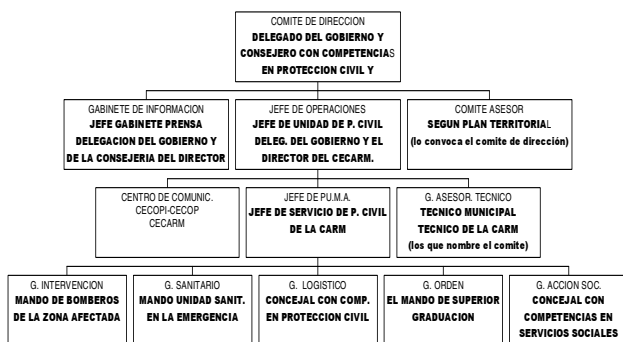 COMITE DE DIRECCION
DELEGADO DEL GOBIERNO Y
CONSEJERO CON COMPETENCIAS
EN PROTECCION CIVIL Y
GABINETE DE INFORMACION
JEFE GABINETE PRENSA
DELEGACION DEL GOBIERNO Y
DE LA CONSEJERIA DEL DIRECTOR
JEFE DE OPERACIONES
JEFE DE UNIDAD DE P. CIVIL
DELEG. DEL GOBIERNO Y EL
DIRECTOR DEL CECARM.
COMITE ASESOR
SEGUN PLAN TERRITORIAL
(lo convoca el comite de dirección)
CENTRO DE COMUNIC.
CECOPI-CECOP
CECARM
JEFE DE PU.M.A.
JEFE DE SERVICIO DE P. CIVIL
DE LA CARM
G. ASESOR. TECNICO
TECNICO MUNICIPAL
TECNICO DE LA CARM
(los que nombre el comite)
G. INTERVENCION
MANDO DE BOMBEROS
DE LA ZONA AFECTADA
G. SANITARIO
MANDO UNIDAD SANIT.
EN LA EMERGENCIA
G. LOGISTICO
CONCEJAL CON COMP.
EN PROTECCION CIVIL
G. ORDEN
EL MANDO DE SUPERIOR
GRADUACION
G. ACCION SOC.
CONCEJAL CON
COMPETENCIAS EN
SERVICIOS SOCIALES